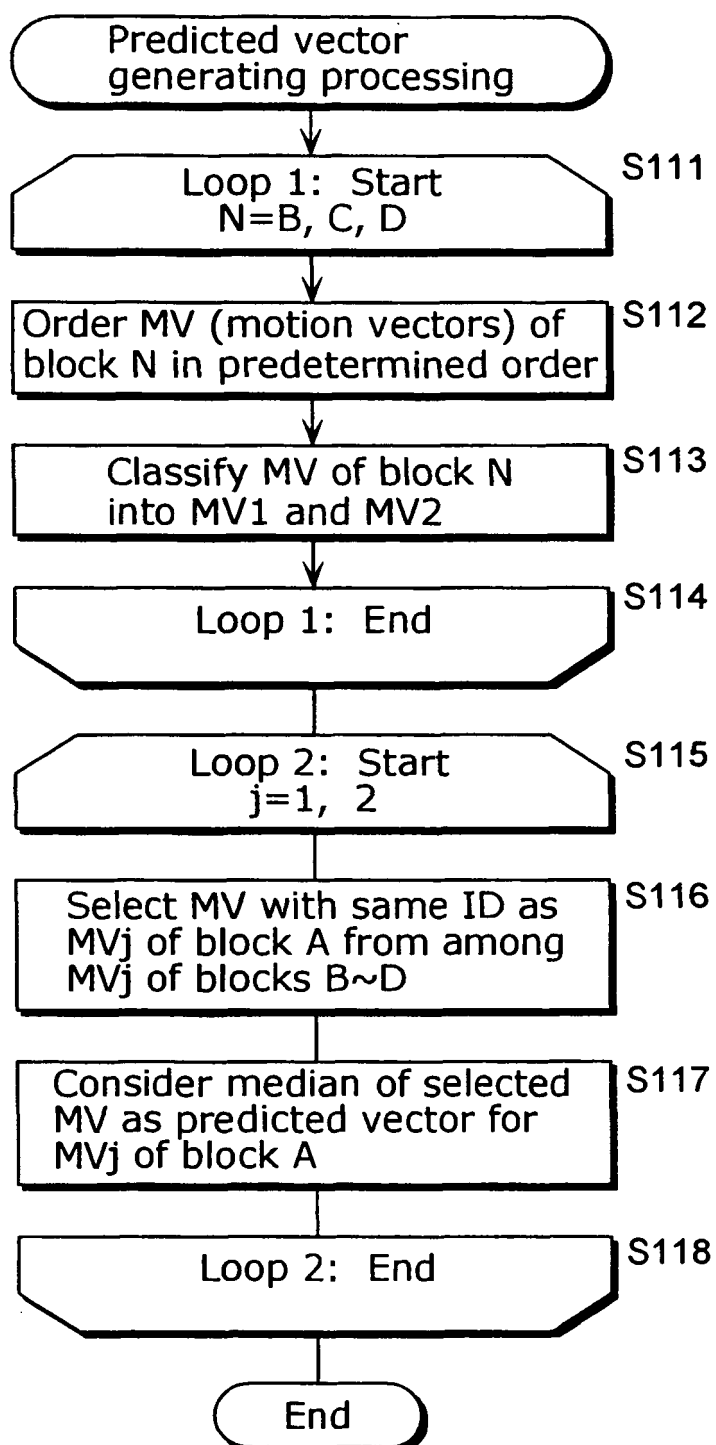 Predicted vector
generating processing
S111
Loop 1: Start
N=B, C, D
S112
Order MV (motion vectors) of
block N in predetermined order
S113
Classify MV of block N
into MV1 and MV2
S114
Loop 1: End
S115
Loop 2: Start
j=1, 2
S116
Select MV with same ID as
MVj of block A from among
MVj of blocks B~D
S117
Consider median of selected
MV as predicted vector for
MVj of block A
S118
Loop 2: End
End